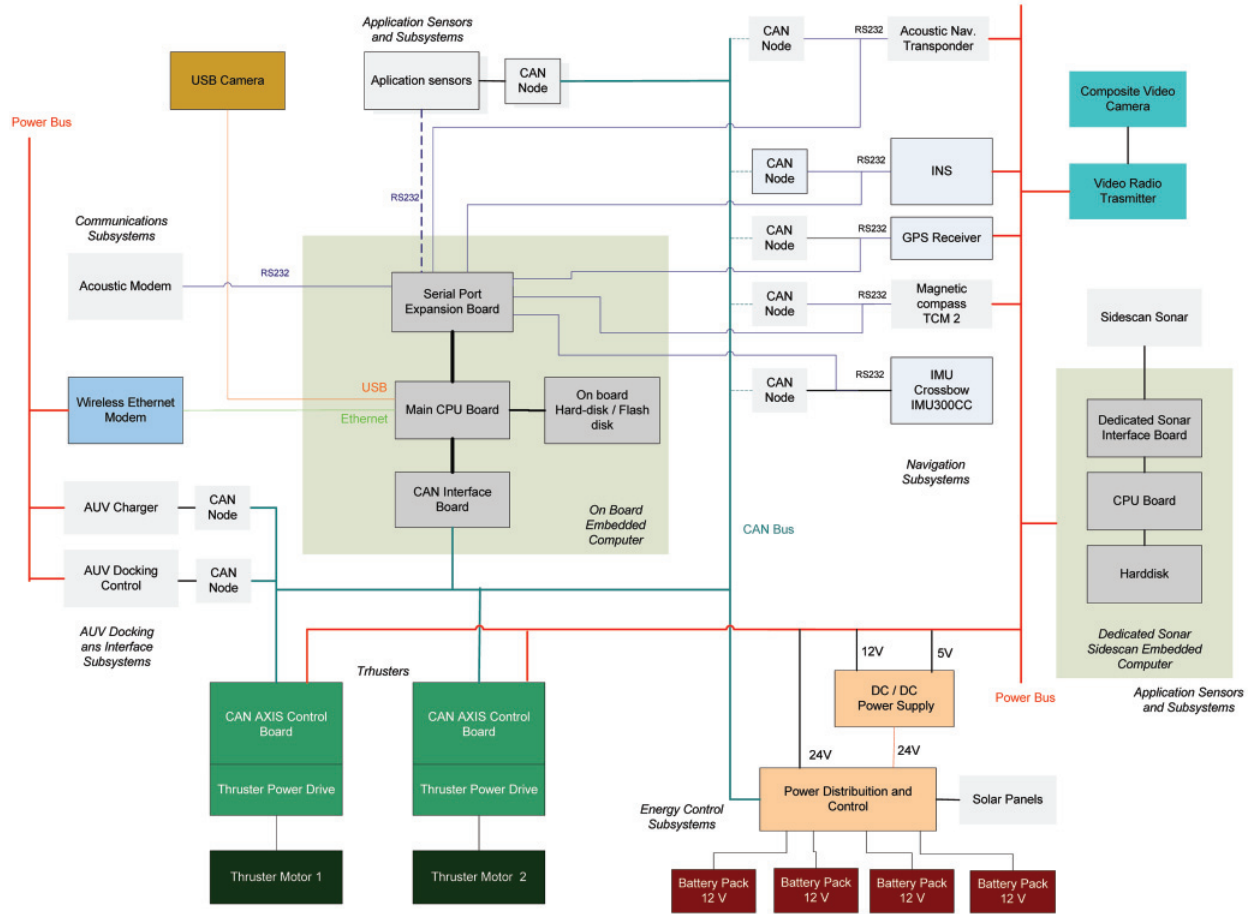 Application Sensors
and Subsystems
USB Camera
Aplication sensors
CAN
Node
CAN
Node
RS232
Acoustic Nav.
Transponder
Composite Video
Camera
Power Bus
RS232
CAN
Node
RS232
INS
Video Radio
Trasmitter
Communications
Subsystems
Acoustic Modem
RS232
Serial Port
Expansion Board
CAN
Node
RS232
GPS Receiver
CAN
Node
RS232
Magnetic
compass
TCM 2
Sidescan Sonar
Wireless Ethernet
Modem
USB
Ethernet
Main CPU Board
On board
Hard-disk / Flash
disk
CAN
Node
RS232
IMU
Crossbow
IMU300CC
Dedicated Sonar
Interface Board
Navigation
Subsystems
CAN Interface
Board
On Board
Embedded
Computer
CAN Bus
CPU Board
Harddisk
AUV Charger
CAN
Node
AUV Docking
Control
CAN
Node
AUV Docking
ans Interface
Subsystems
Trhusters
Dedicated Sonar
Sidescan Embedded
Computer
Application Sensors
and Subsystems
12V
5V
Power Bus
DC / DC
Power Supply
CAN AXIS Control
Board
Thruster Power Drive
CAN AXIS Control
Board
Thruster Power Drive
24V
24V
Power Distribuition and
Control
Solar Panels
Energy Control
Subsystems
Thruster Motor 1
Thruster Motor 2
Battery Pack
12 V
Battery Pack
12 V
Battery Pack
12 V
Battery Pack
12 V